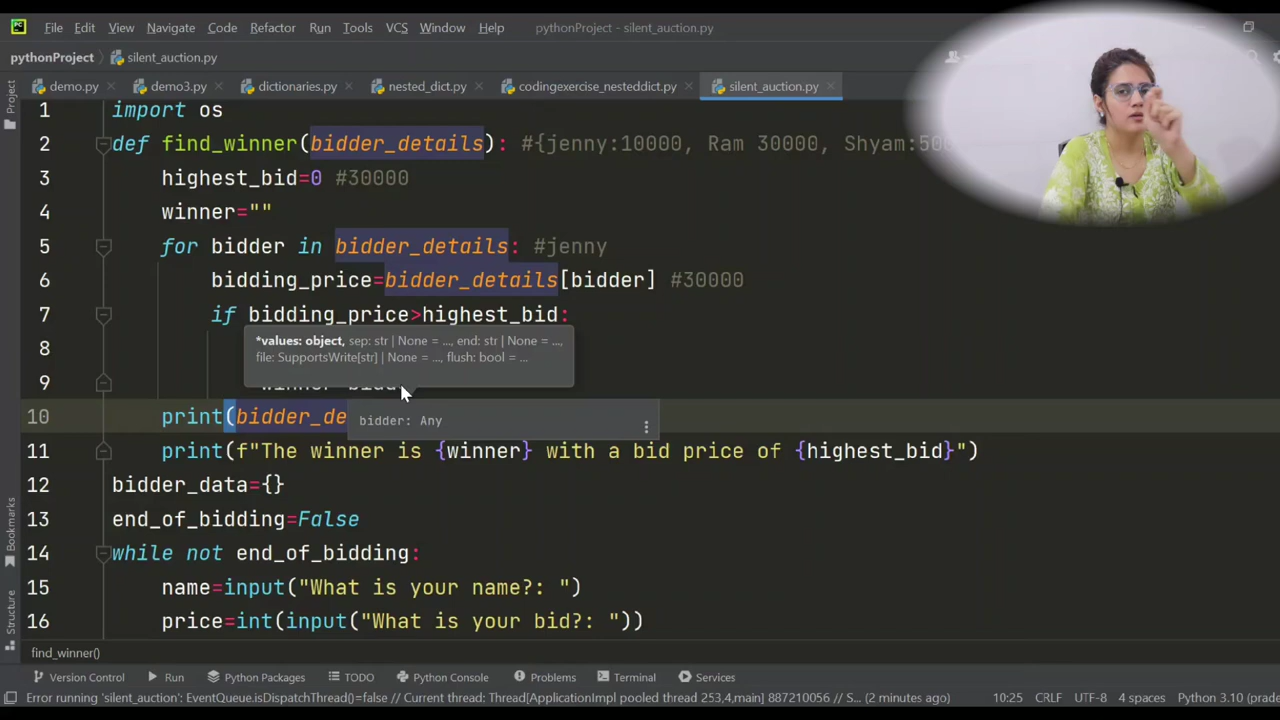 File Edit View Navigate Code Refactor Run Tools VCS Window Help pythonProject - silent_auction.py
pythonProject silent_auction.py
demo.py demo3.py dictionaries.py nested_dict.py codingexercise_nesteddict.py silent_auction.py
Project
1 import os
2 def find_winner(bidder_details): #{jenny:10000, Ram 30000, Shyam:500
3 highest_bid=0 #30000
4 winner=""
5 for bidder in bidder_details: #jenny
6 bidding_price=bidder_details[bidder] #30000
7 if bidding_price>highest_bid:
*values: object, sep: str | None = ..., end: str | None = ...,
8
file: SupportsWrite[str] | None = ..., flush: bool = ...
9
10 print(bidder_de
bidder: Any
11 print(f"The winner is {winner} with a bid price of {highest_bid}")
12 bidder_data={}
13 end_of_bidding=False
14 while not end_of_bidding:
15 name=input("What is your name?: ")
16 price=int(input("What is your bid?: "))
Bookmarks
Structure
find_winner()
Version Control Run Python Packages TODO Python Console Problems Terminal Services
Error running 'silent_auction': EventQueue.isDispatchThread()=false // Current thread: Thread[ApplicationImpl pooled thread 253,4,main] 887210056 // S... (2 minutes ago) 10:25 CRLF UTF-8 4 spaces Python 3.10